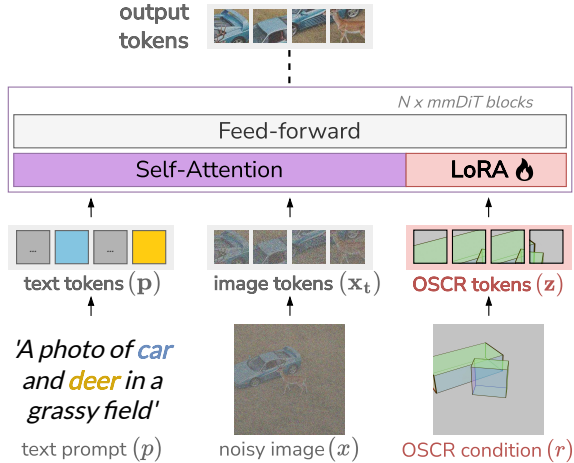 output
tokens
N x mmDiT blocks
Feed-forward
Self-Attention
LoRA
...
...
text tokens (p)
image tokens (x_t)
OSCR tokens (z)
'A photo of car
and deer in a
grassy field'
text prompt (p)
noisy image (x)
OSCR condition (r)